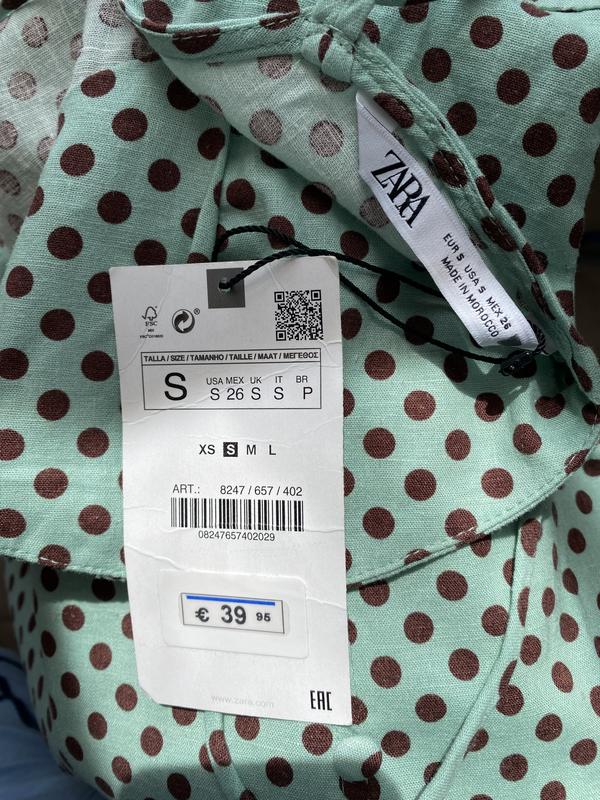 ZARA
EUR S USA S MEX 26
MADE IN MOROCCO
FSC
MIX
TALLA / SIZE / TAMANHO / TAILLE / MAAT / ΜΕΓΕΘΟΣ
S
USA MEX UK IT BR
S 26 S S P
XS S M L
ART.: 8247 / 657 / 402
08247657402029
€ 39 95
www.zara.com
EAC